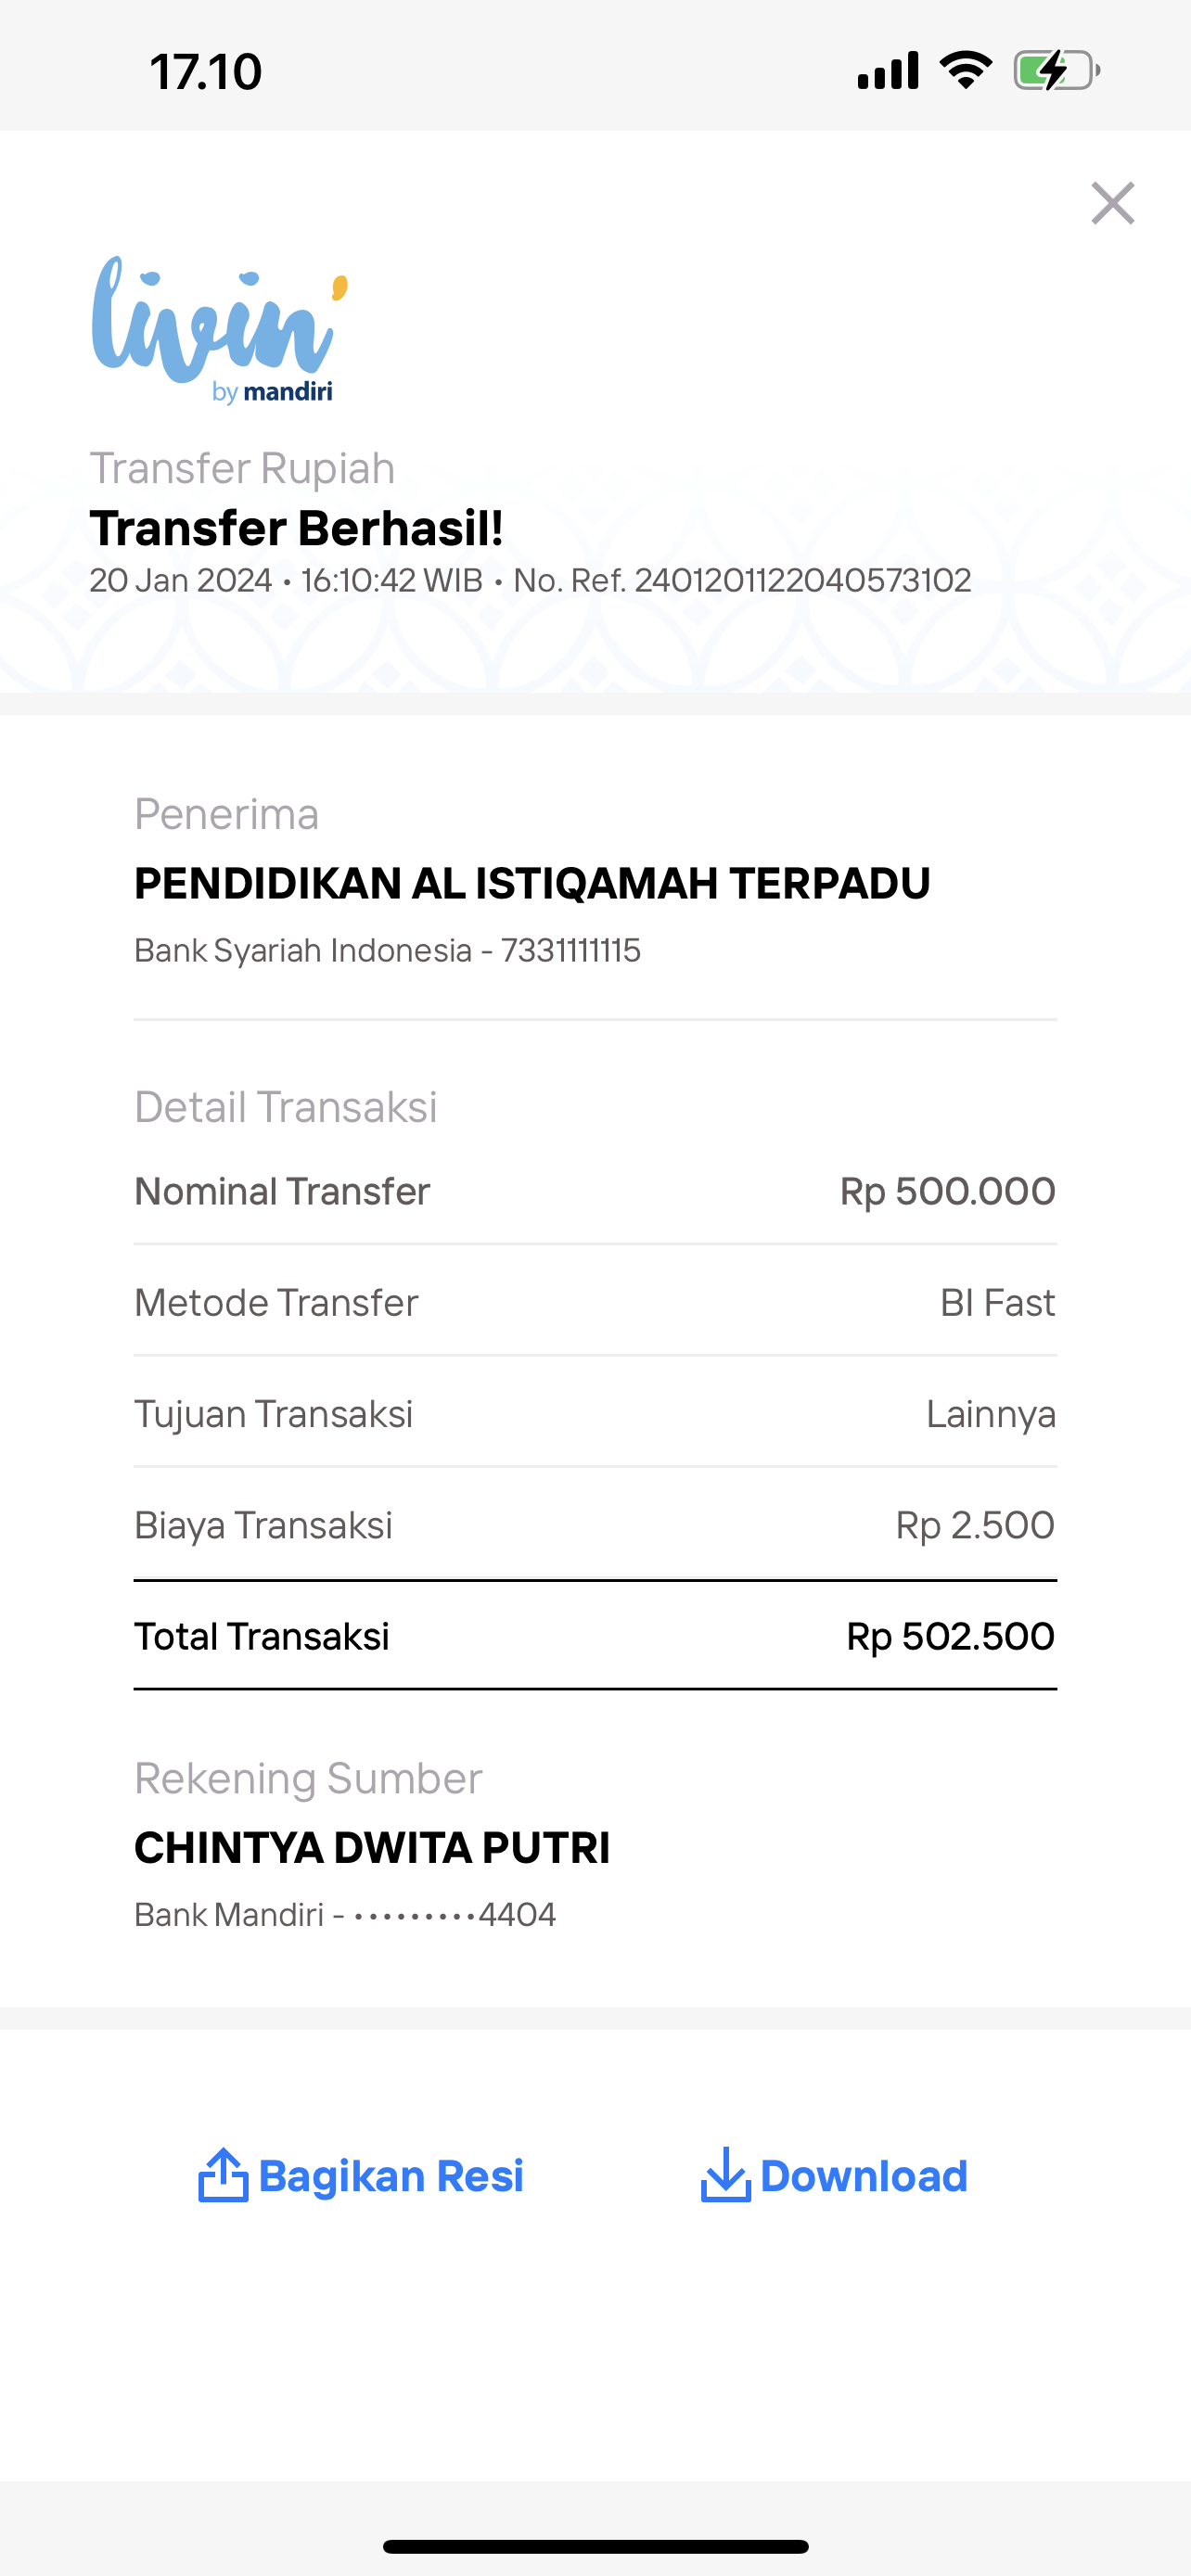 17.10
livin'
by mandiri
Transfer Rupiah
Transfer Berhasil!
20 Jan 2024 • 16:10:42 WIB • No. Ref. 2401201122040573102
Penerima
PENDIDIKAN AL ISTIQAMAH TERPADU
Bank Syariah Indonesia - 7331111115
Detail Transaksi
Nominal Transfer Rp 500.000
Metode Transfer BI Fast
Tujuan Transaksi Lainnya
Biaya Transaksi Rp 2.500
Total Transaksi Rp 502.500
Rekening Sumber
CHINTYA DWITA PUTRI
Bank Mandiri - •••••••••4404
Bagikan Resi Download